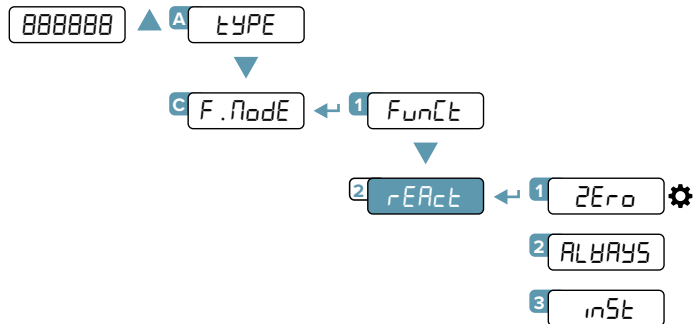 888888 A tYPE
C F.ModE 1 FunCt
2 rEAct 1 ZEro
2 ALWAYS
3 inSt